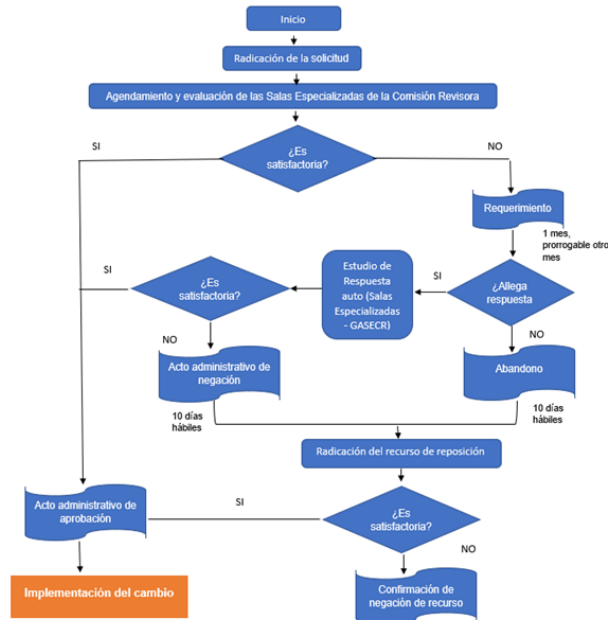 Inicio
Radicación de la solicitud
Agendamiento y evaluación de las Salas Especializadas de la Comisión Revisora
SI
¿Es
satisfactoria?
NO
Requerimiento
1 mes,
prorrogable otro
mes
¿Allega
respuesta
SI
Estudio de
Respuesta
auto (Salas
Especializadas
- GASECR)
¿Es
satisfactoria?
SI
NO
Acto administrativo de
negación
10 días
hábiles
NO
Abandono
10 días
hábiles
Radicación del recurso de reposición
¿Es
satisfactoria?
SI
Acto administrativo de
aprobación
NO
Implementación del cambio
Confirmación de
negación de recurso